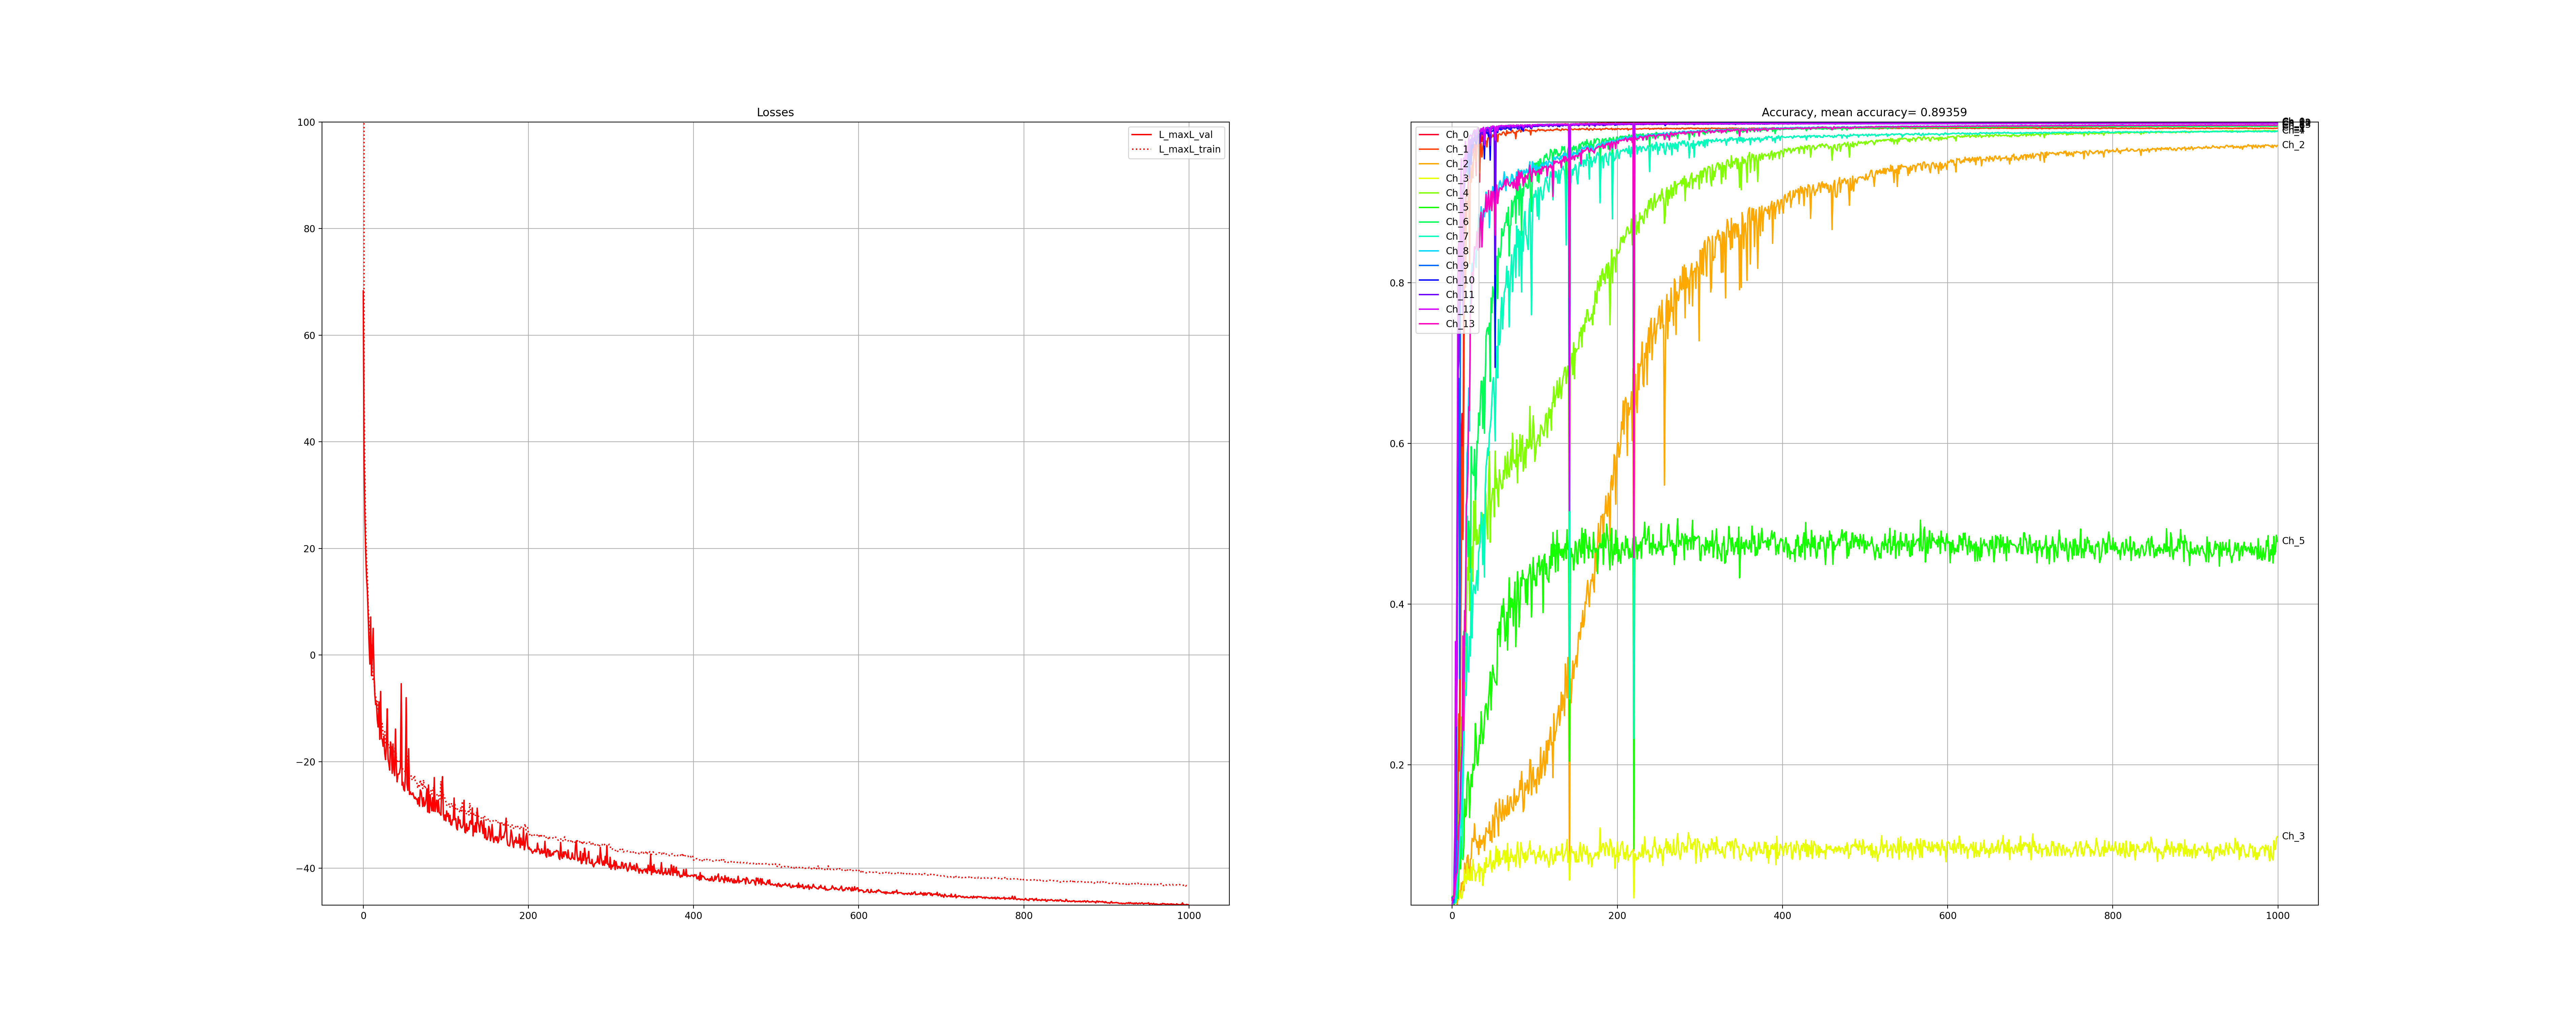 Losses
100
80
60
40
20
0
−20
−40
0
200
400
600
800
1000
L_maxL_val
L_maxL_train
Accuracy, mean accuracy= 0.89359
0.8
0.6
0.4
0.2
0
200
400
600
800
1000
Ch_0
Ch_1
Ch_2
Ch_3
Ch_4
Ch_5
Ch_6
Ch_7
Ch_8
Ch_9
Ch_10
Ch_11
Ch_12
Ch_13
Ch_2
Ch_5
Ch_3